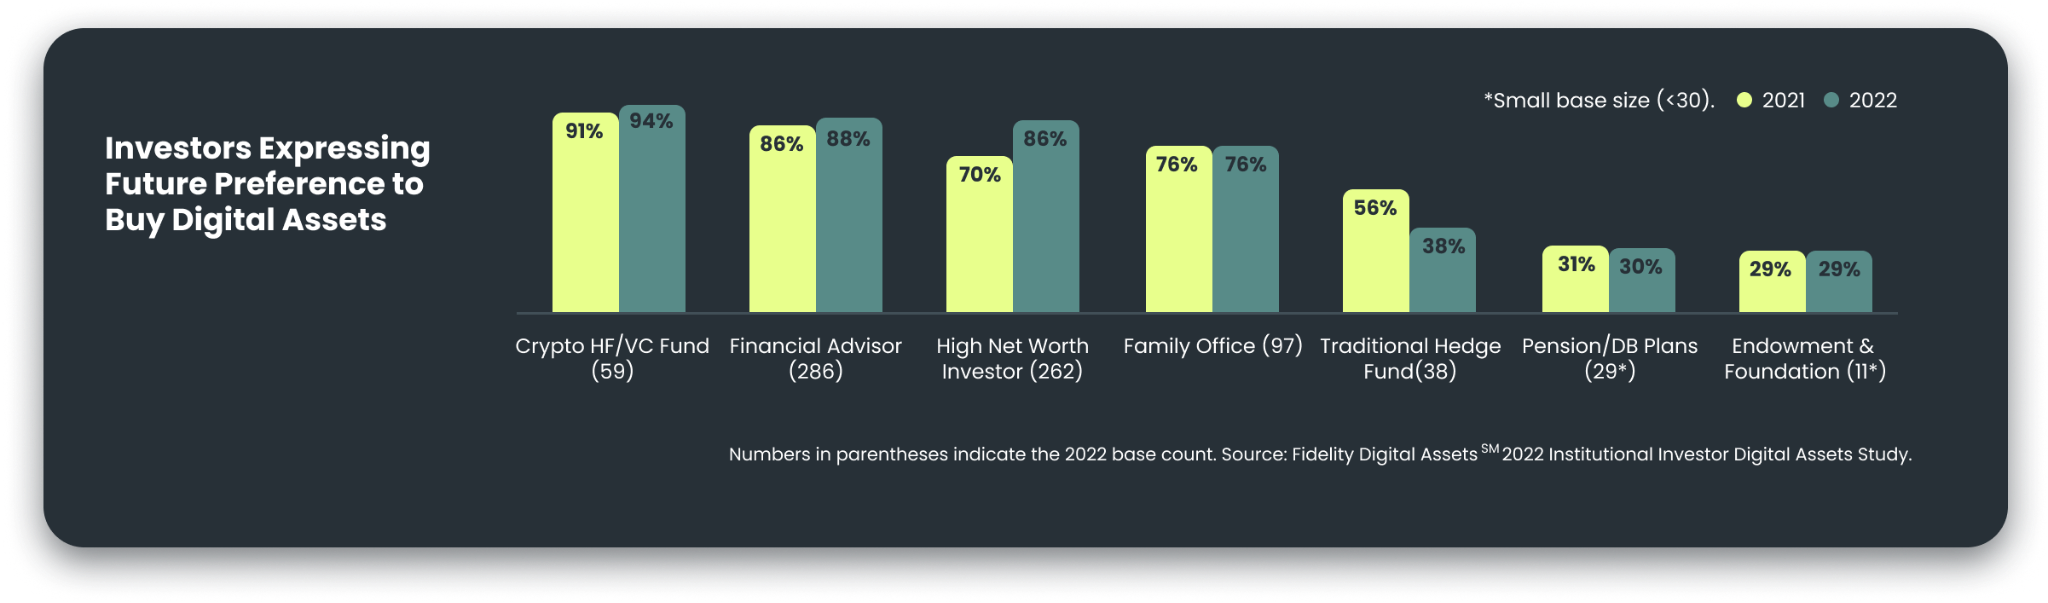 *Small base size (<30). 2021 2022
Investors Expressing
Future Preference to
Buy Digital Assets
91% 94% 86% 88% 70% 86% 76% 76% 56% 38% 31% 30% 29% 29%
Crypto HF/VC Fund Financial Advisor High Net Worth Family Office (97) Traditional Hedge Pension/DB Plans Endowment &
(59) (286) Investor (262) Fund(38) (29*) Foundation (11*)
Numbers in parentheses indicate the 2022 base count. Source: Fidelity Digital Assets SM 2022 Institutional Investor Digital Assets Study.